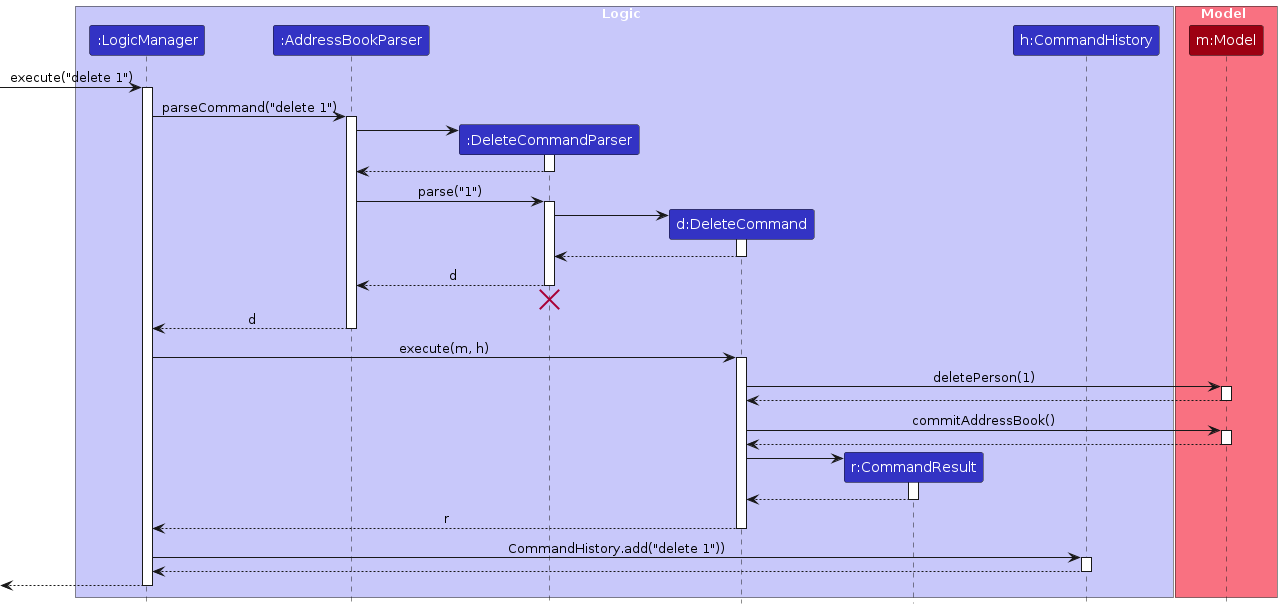 Logic
Model
:LogicManager
:AddressBookParser
h:CommandHistory
m:Model
execute("delete 1")
parseCommand("delete 1")
:DeleteCommandParser
parse("1")
d:DeleteCommand
d
d
execute(m, h)
deletePerson(1)
commitAddressBook()
r:CommandResult
r
CommandHistory.add("delete 1"))